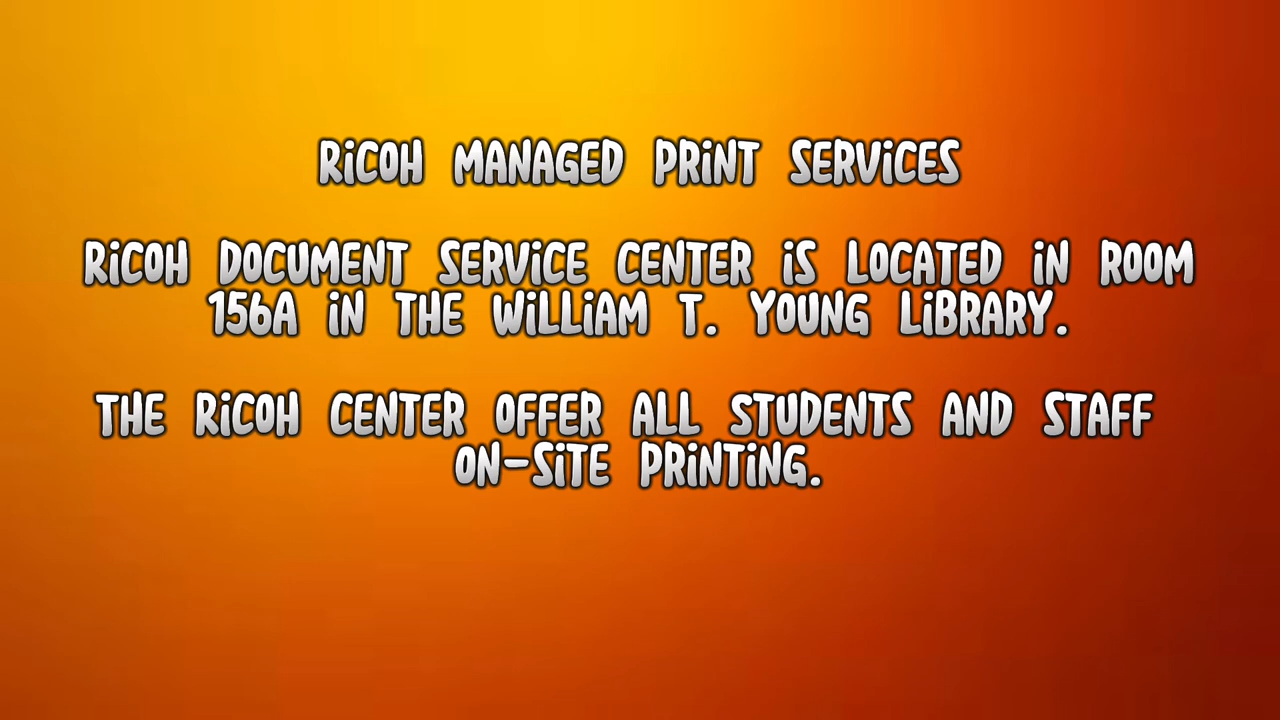 RiCOH MANAGED PRiNT SERViCES
RiCOH DOCUMENT SERViCE CENTER iS LOCATED iN ROOM
156A iN THE WiLLiAM T. YOUNG LiBRARY.
THE RiCOH CENTER OFFER ALL STUDENTS AND STAFF
ON-SiTE PRiNTiNG.